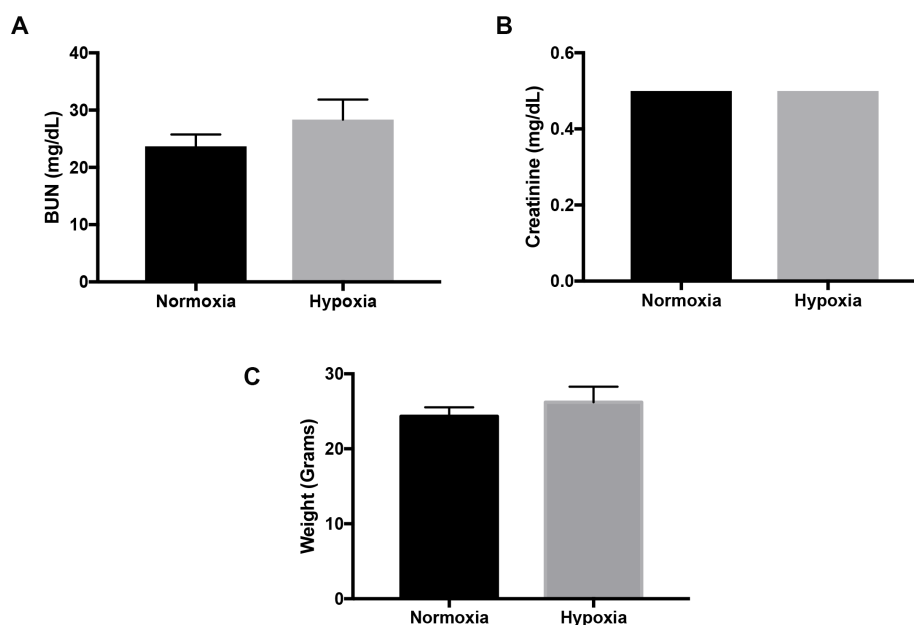 A
BUN (mg/dL)
40
30
20
10
0
Normoxia
Hypoxia
B
Creatinine (mg/dL)
0.6
0.4
0.2
0.0
Normoxia
Hypoxia
C
Weight (Grams)
30
20
10
0
Normoxia
Hypoxia